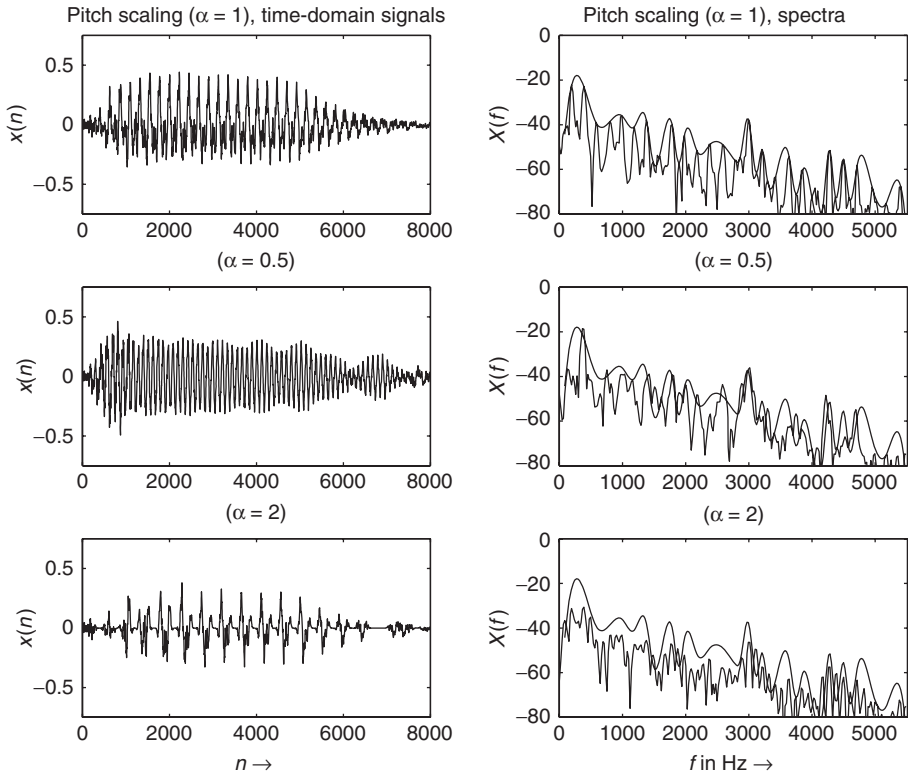 Pitch scaling (α = 1), time-domain signals
x(n)
0.5
0
−0.5
0 2000 4000 6000 8000
Pitch scaling (α = 1), spectra
X(f)
0
−20
−40
−60
−80
0 1000 2000 3000 4000 5000
(α = 0.5)
x(n)
0.5
0
−0.5
0 2000 4000 6000 8000
(α = 0.5)
X(f)
0
−20
−40
−60
−80
0 1000 2000 3000 4000 5000
(α = 2)
x(n)
0.5
0
−0.5
0 2000 4000 6000 8000
n →
(α = 2)
X(f)
0
−20
−40
−60
−80
0 1000 2000 3000 4000 5000
f in Hz →